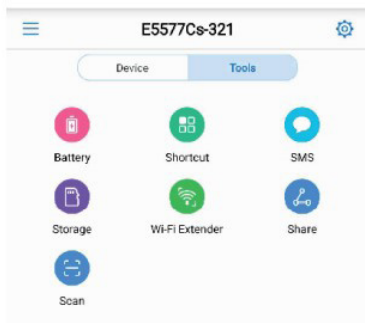 E5577Cs-321
Device Tools
Battery Shortcut SMS
Storage Wi-Fi Extender Share
Scan